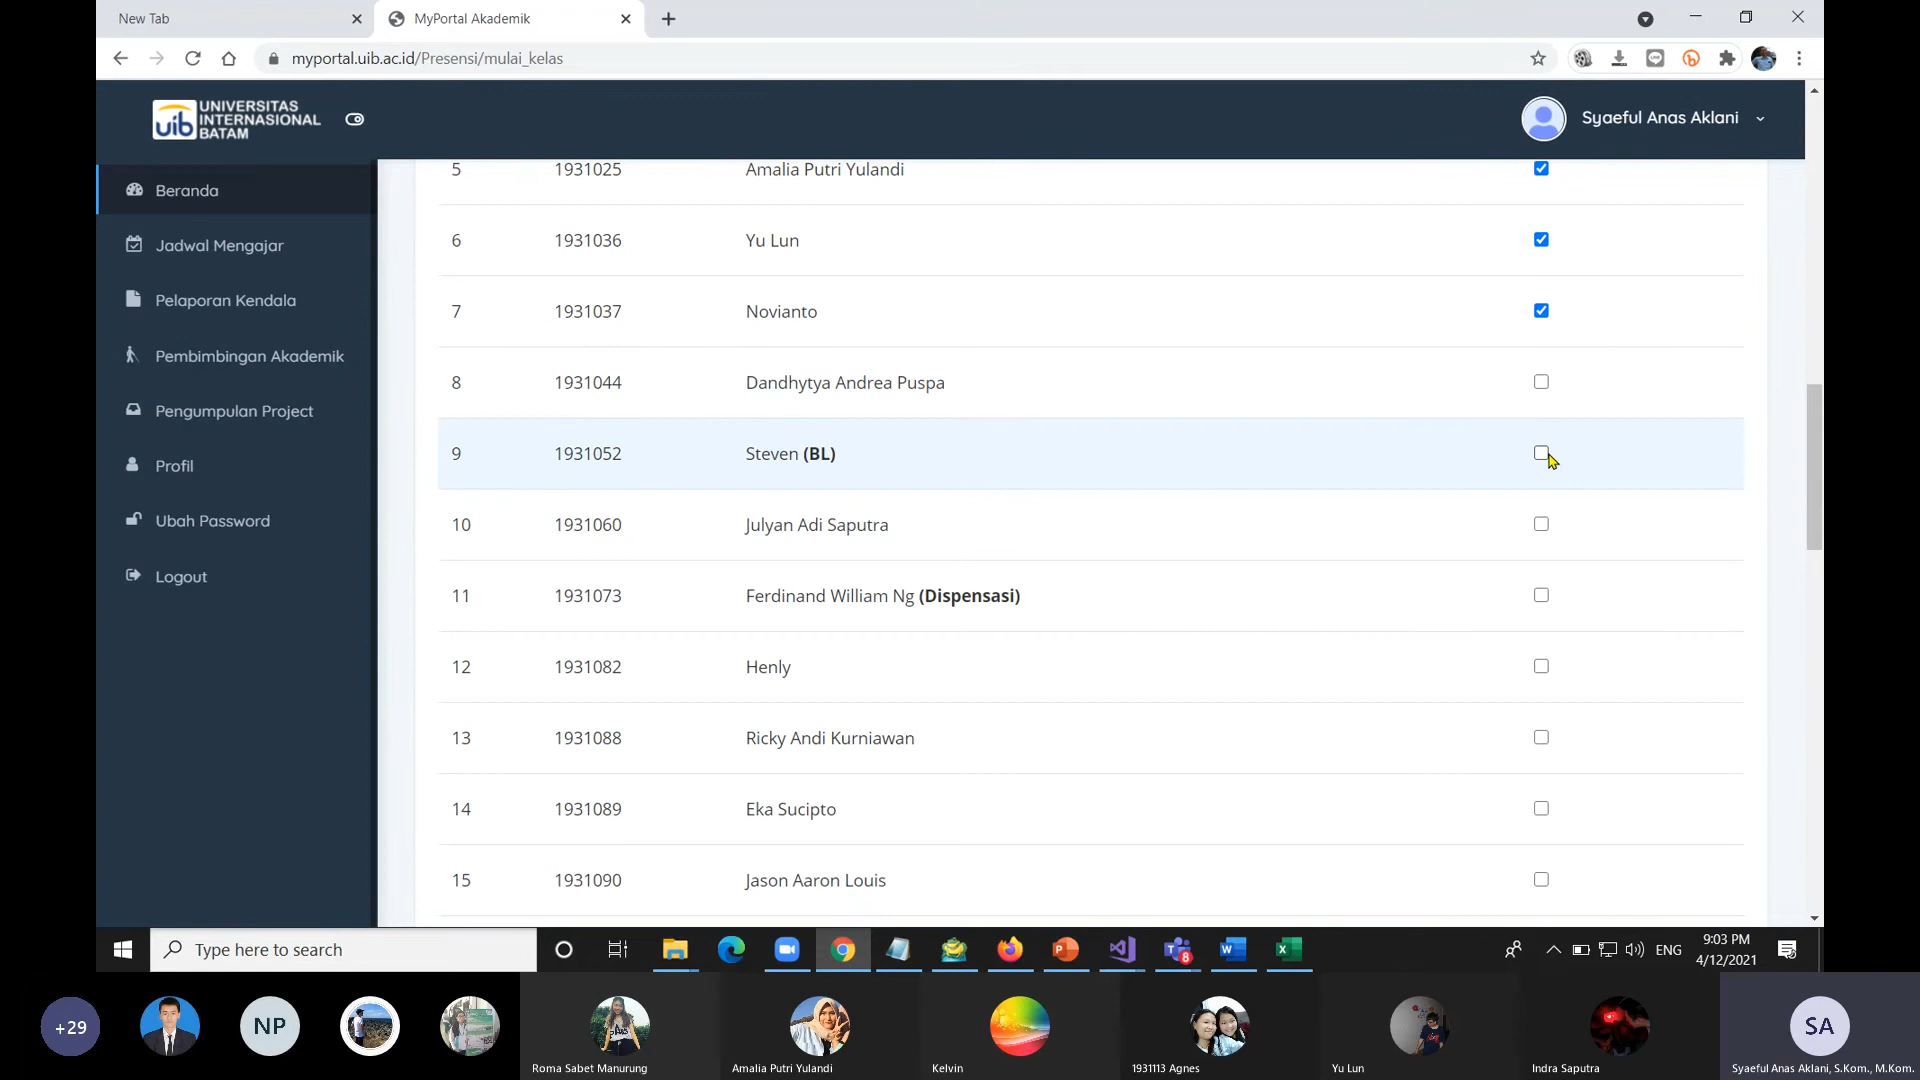 New Tab
MyPortal Akademik
myportal.uib.ac.id/Presensi/mulai_kelas
uib UNIVERSITAS INTERNASIONAL BATAM
Syaeful Anas Aklani
Beranda
Jadwal Mengajar
Pelaporan Kendala
Pembimbingan Akademik
Pengumpulan Project
Profil
Ubah Password
Logout
5 1931025 Amalia Putri Yulandi
6 1931036 Yu Lun
7 1931037 Novianto
8 1931044 Dandhytya Andrea Puspa
9 1931052 Steven (BL)
10 1931060 Julyan Adi Saputra
11 1931073 Ferdinand William Ng (Dispensasi)
12 1931082 Henly
13 1931088 Ricky Andi Kurniawan
14 1931089 Eka Sucipto
15 1931090 Jason Aaron Louis
Type here to search
8
ENG
9:03 PM
4/12/2021
+29
NP
SA
Roma Sabet Manurung
Amalia Putri Yulandi
Kelvin
1931113 Agnes
Yu Lun
Indra Saputra
Syaeful Anas Aklani, S.Kom., M.Kom.